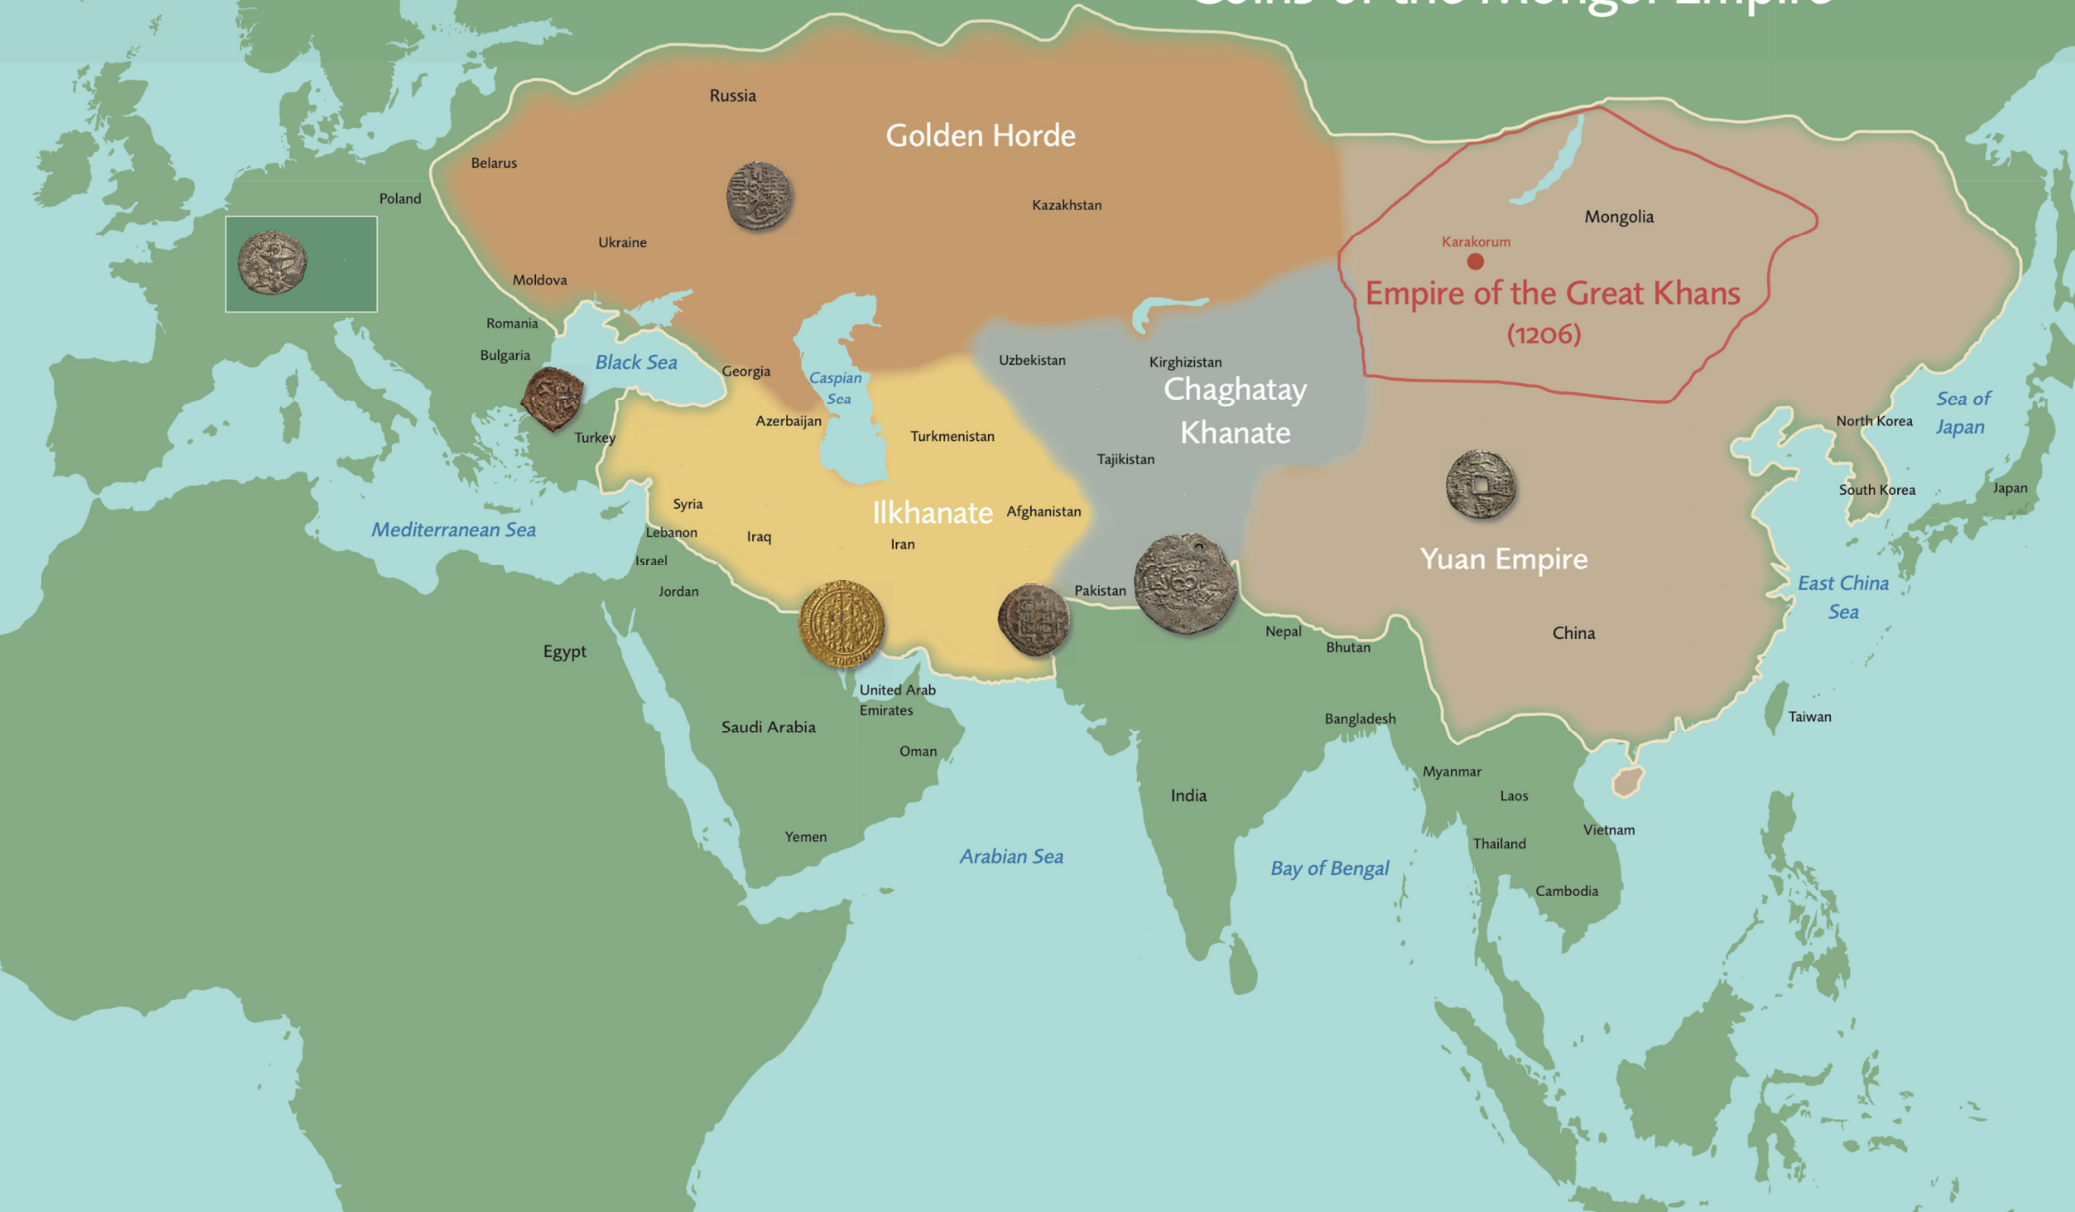 Coins of the Mongol Empire
Russia
Golden Horde
Belarus
Poland
Kazakhstan
Ukraine
Mongolia
Karakorum
Moldova
Empire of the Great Khans
(1206)
Romania
Bulgaria
Black Sea
Georgia
Caspian
Sea
Uzbekistan
Kirghizistan
Chaghatay
Khanate
Azerbaijan
Turkey
Turkmenistan
Tajikistan
North Korea
Sea of
Japan
South Korea
Japan
Syria
Ilkhanate
Afghanistan
Mediterranean Sea
Lebanon
Iraq
Iran
Israel
Jordan
Pakistan
Yuan Empire
East China
Sea
Egypt
Nepal
Bhutan
China
United Arab
Emirates
Saudi Arabia
Oman
Bangladesh
Taiwan
Myanmar
India
Laos
Yemen
Vietnam
Thailand
Arabian Sea
Bay of Bengal
Cambodia